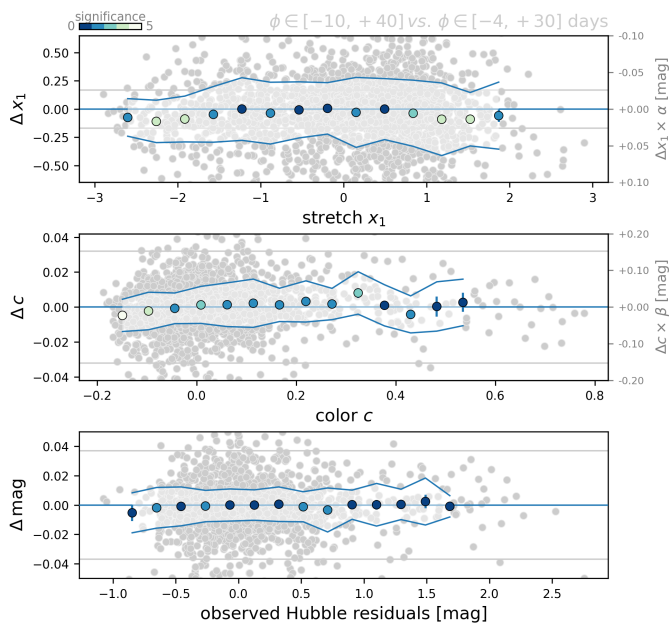 significance
0 5
ϕ ∈ [−10, +40] vs. ϕ ∈ [−4, +30] days
0.50
0.25
0.00
−0.25
−0.50
Δ x₁
-0.10
-0.05
+0.00
+0.05
+0.10
Δx₁ × α [mag]
−3 −2 −1 0 1 2 3
stretch x₁
0.04
0.02
0.00
−0.02
−0.04
Δ c
+0.20
+0.10
+0.00
-0.10
-0.20
Δc × β [mag]
−0.2 0.0 0.2 0.4 0.6 0.8
color c
0.04
0.02
0.00
−0.02
−0.04
Δ mag
−1.0 −0.5 0.0 0.5 1.0 1.5 2.0 2.5
observed Hubble residuals [mag]